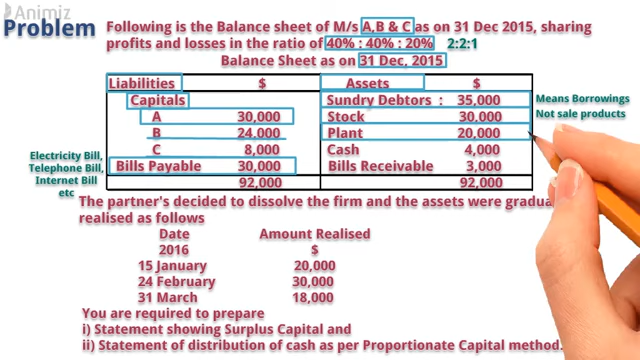 Animiz
Problem
Following is the Balance sheet of M/s A,B & C as on 31 Dec 2015, sharing
profits and losses in the ratio of 40% : 40% : 20% 2:2:1
Balance Sheet as on 31 Dec, 2015
Liabilities $ Assets $
Capitals Sundry Debtors : 35,000
A 30,000 Stock 30,000
B 24,000 Plant 20,000
C 8,000 Cash 4,000
Bills Payable 30,000 Bills Receivable 3,000
92,000 92,000
Means Borrowings
Not sale products
Electricity Bill,
Telephone Bill,
Internet Bill
etc
The partner's decided to dissolve the firm and the assets were gradua
realised as follows
Date Amount Realised
2016 $
15 January 20,000
24 February 30,000
31 March 18,000
You are required to prepare
i) Statement showing Surplus Capital and
ii) Statement of distribution of cash as per Proportionate Capital method.